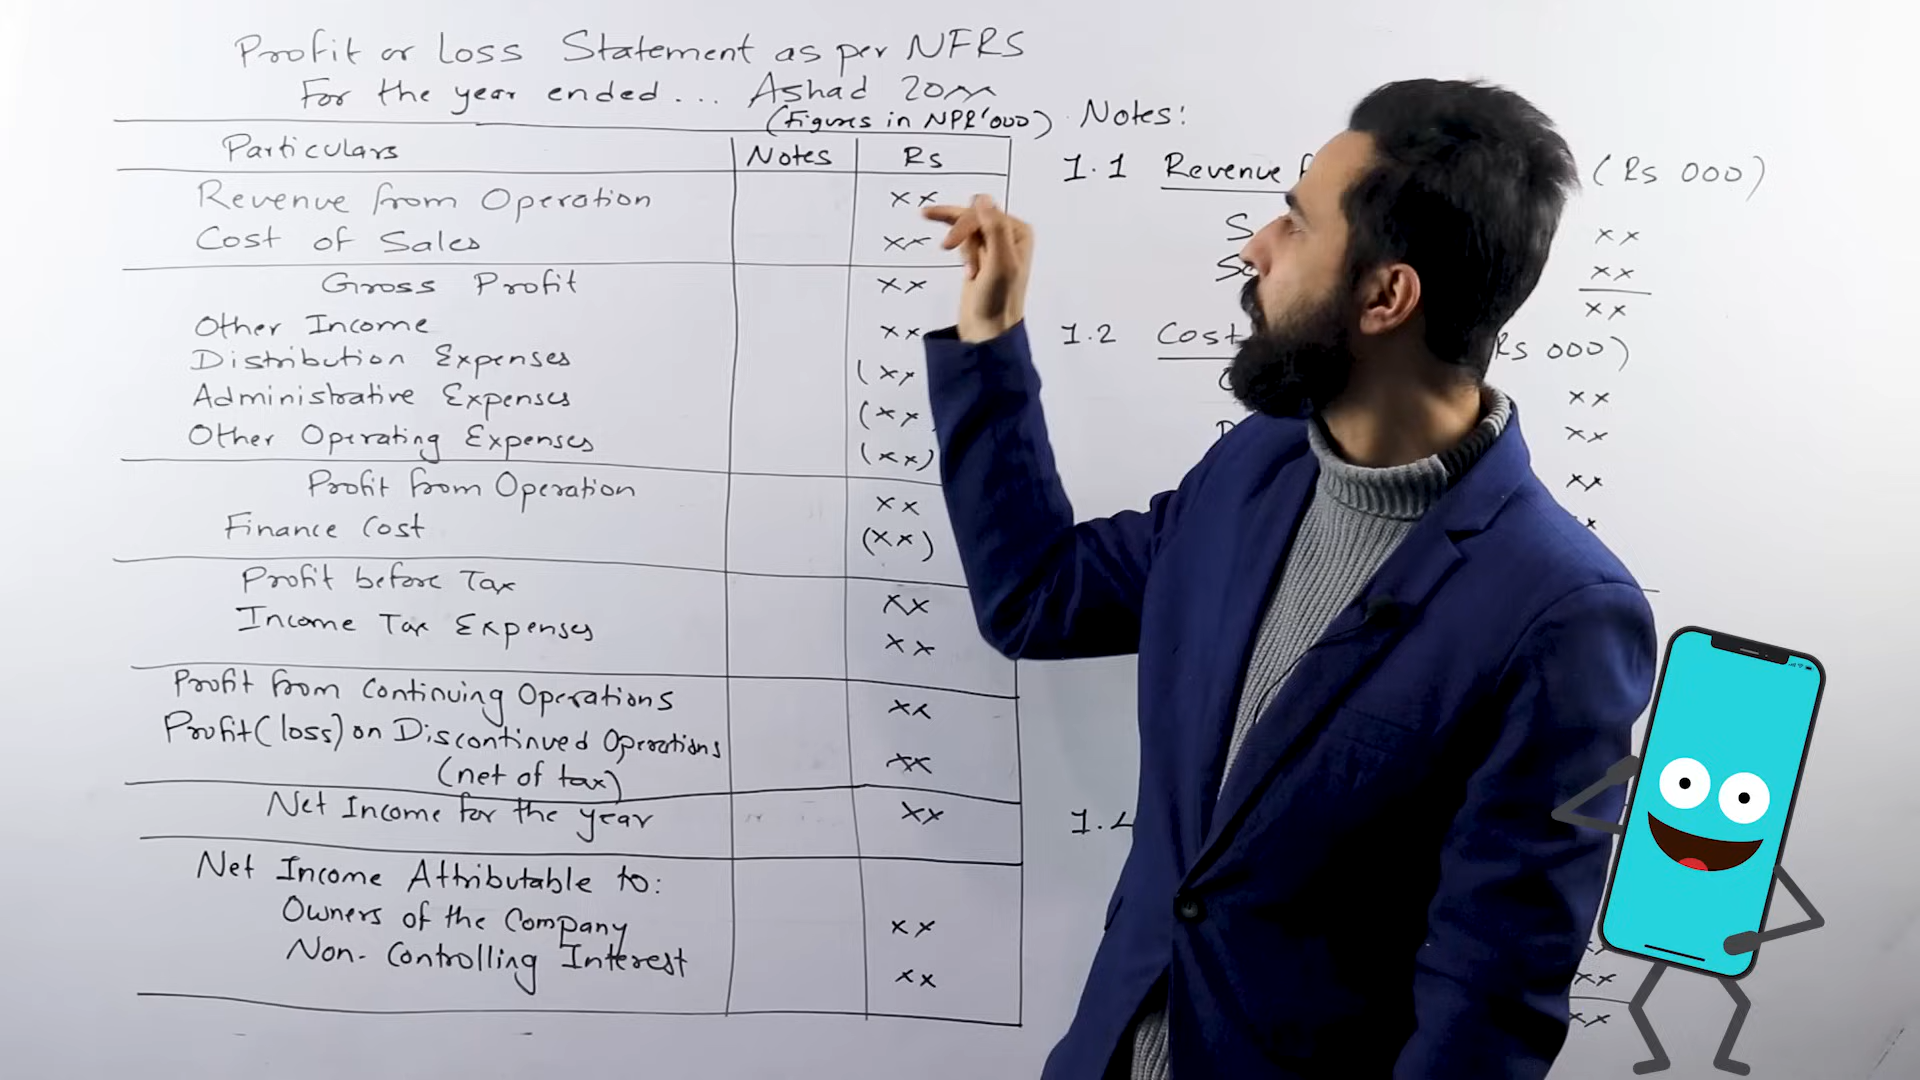 Profit or Loss Statement as per NFRS
For the year ended... Ashad 20xx
(Figures in NPR'000)
Particulars Notes Rs
Revenue from Operation xx
Cost of Sales xx
Gross Profit xx
Other Income xx
Distribution Expenses (xx
Administrative Expenses (xx
Other Operating Expenses (xx)
Profit from Operation xx
Finance Cost (xx)
Profit before Tax xx
Income Tax Expenses xx
Profit from Continuing Operations xx
Profit (loss) on Discontinued Operations
(net of tax) xx
Net Income for the year xx
Net Income Attributable to:
Owners of the Company xx
Non-Controlling Interest xx
Notes:
1.1 Revenue (Rs 000)
xx
xx
xx
1.2 Cost Rs 000)
xx
xx
xx
xx
xx